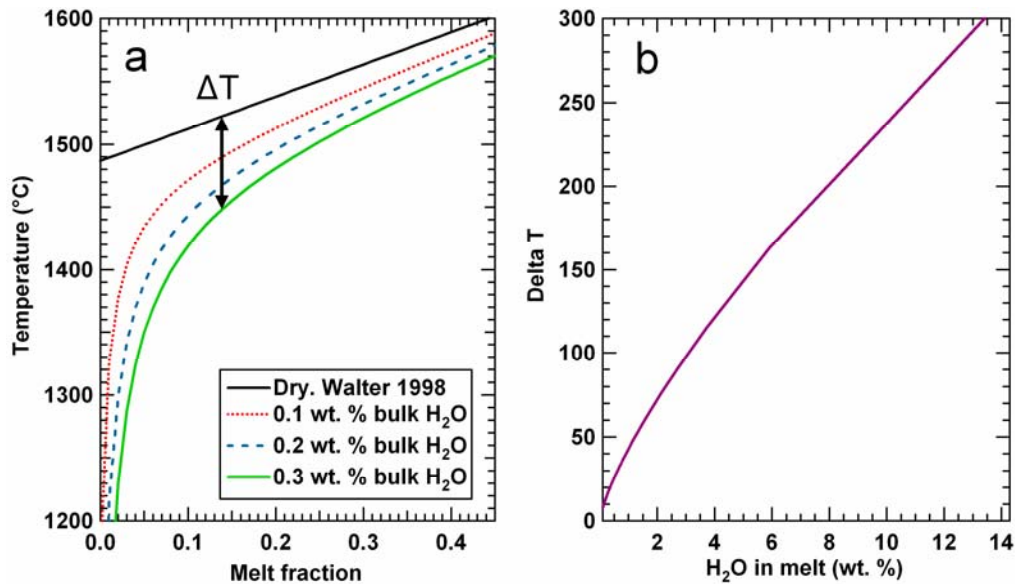 a
ΔT
Temperature (°C)
1600
1500
1400
1300
1200
0.0 0.1 0.2 0.3 0.4
Melt fraction
Dry. Walter 1998
0.1 wt. % bulk H₂O
0.2 wt. % bulk H₂O
0.3 wt. % bulk H₂O
b
Delta T
300
250
200
150
100
50
0
2 4 6 8 10 12 14
H₂O in melt (wt. %)